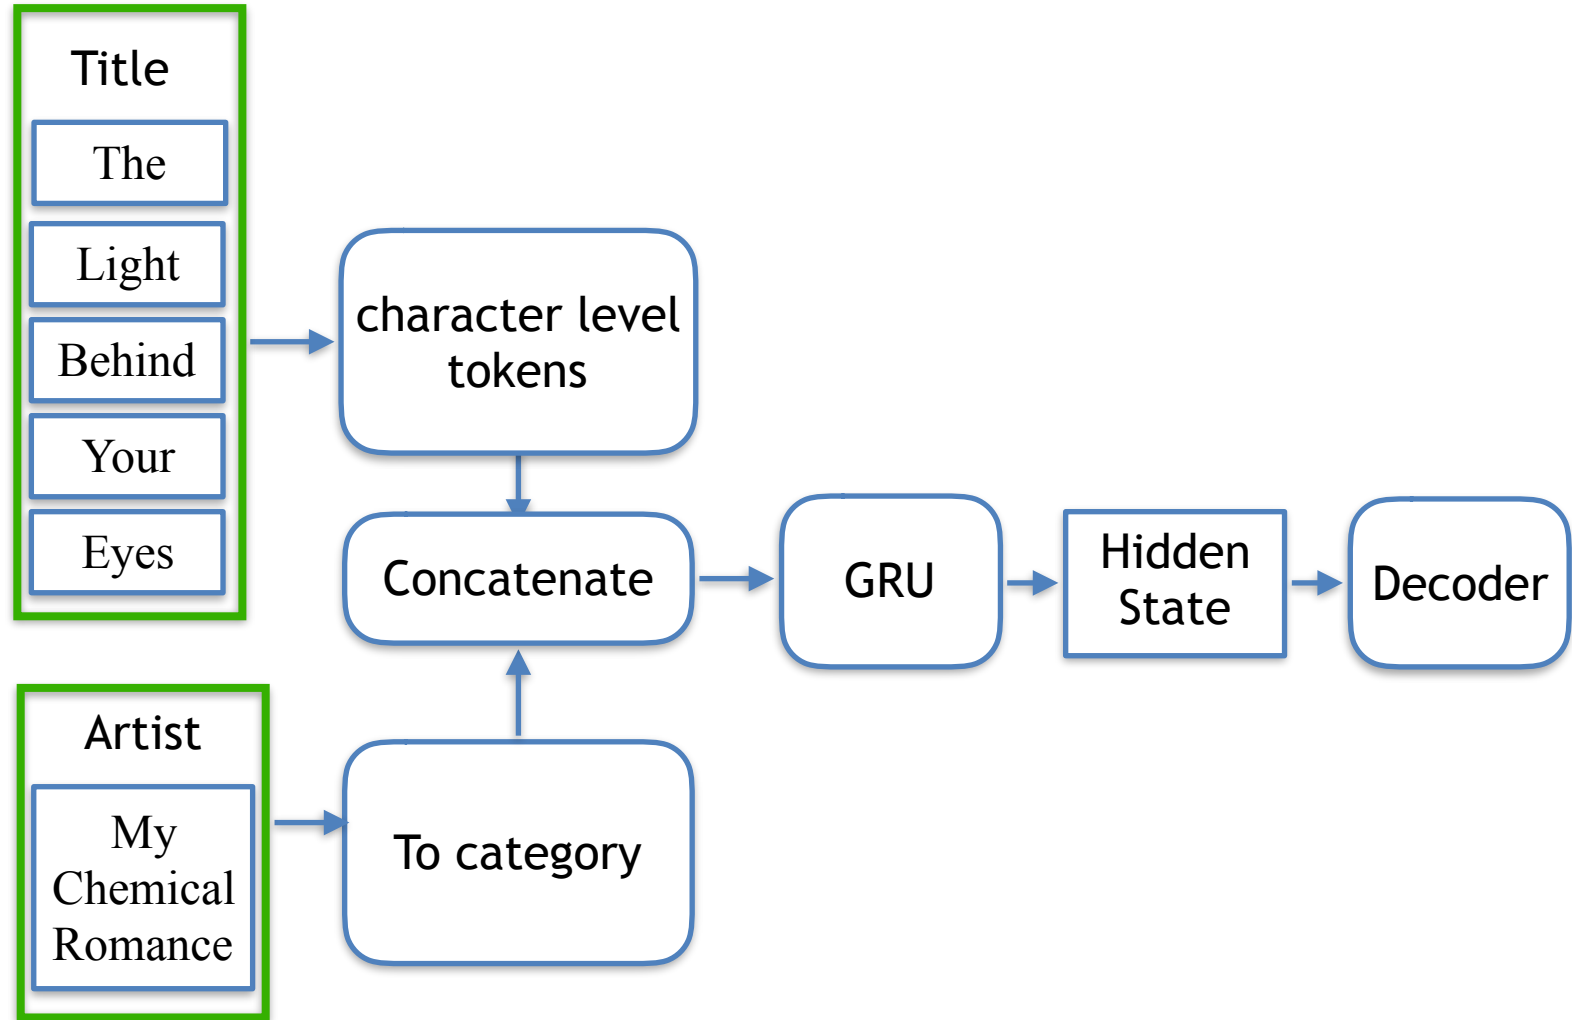 Title
The
Light
Behind
Your
Eyes
character level
tokens
Concatenate
GRU
Hidden
State
Decoder
Artist
My
Chemical
Romance
To category